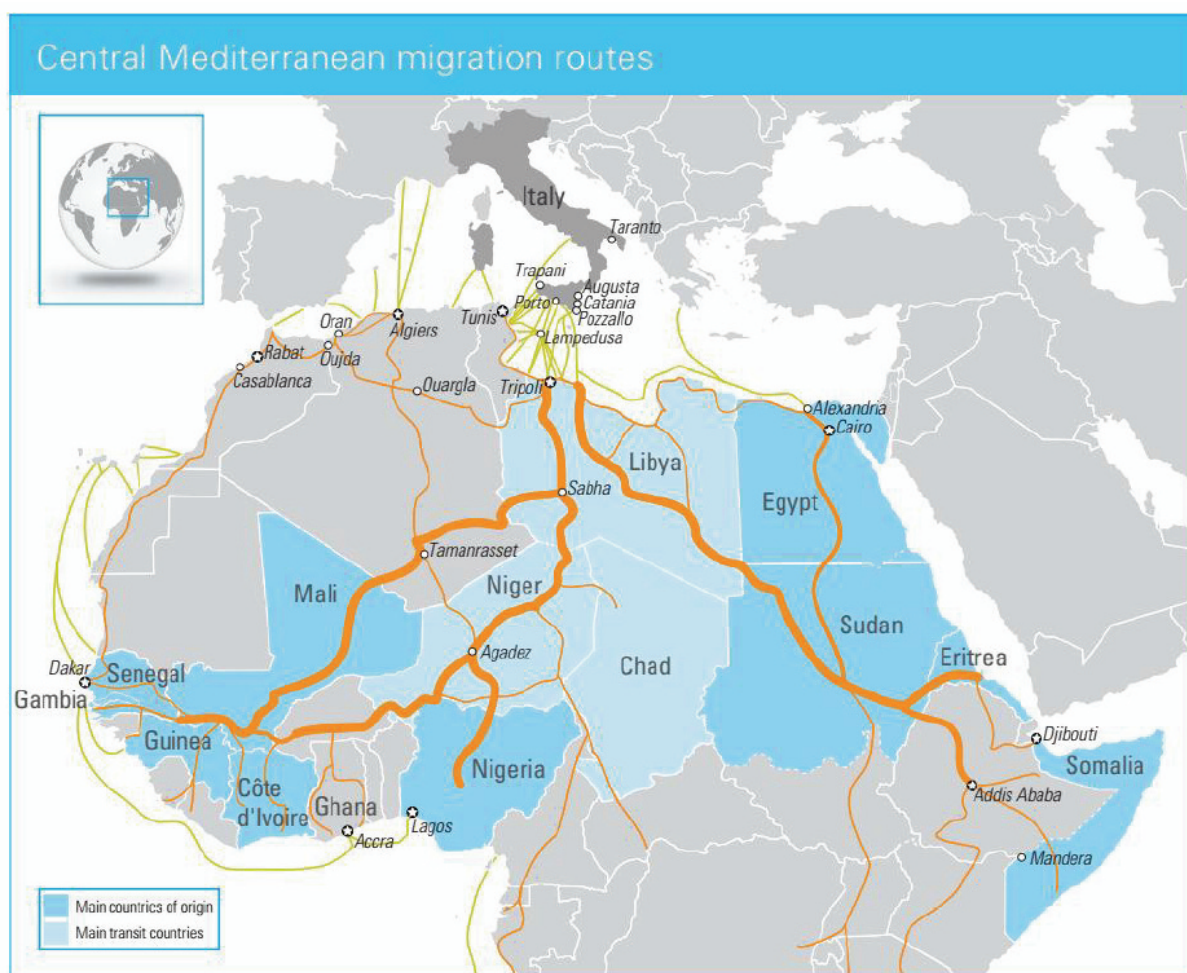 Central Mediterranean migration routes
Italy
Taranto
Trapani
Augusta
Porto
Catania
Pozzallo
Tunis
Lampedusa
Oran
Algiers
Rabat
Oujda
Casablanca
Ouargla
Tripoli
Alexandria
Cairo
Libya
Sabha
Egypt
Tamanrasset
Mali
Niger
Sudan
Agadez
Chad
Eritrea
Dakar
Senegal
Gambia
Djibouti
Guinea
Nigeria
Somalia
Côte
d'Ivoire
Ghana
Addis Ababa
Lagos
Accra
Mandera
Main countries of origin
Main transit countries